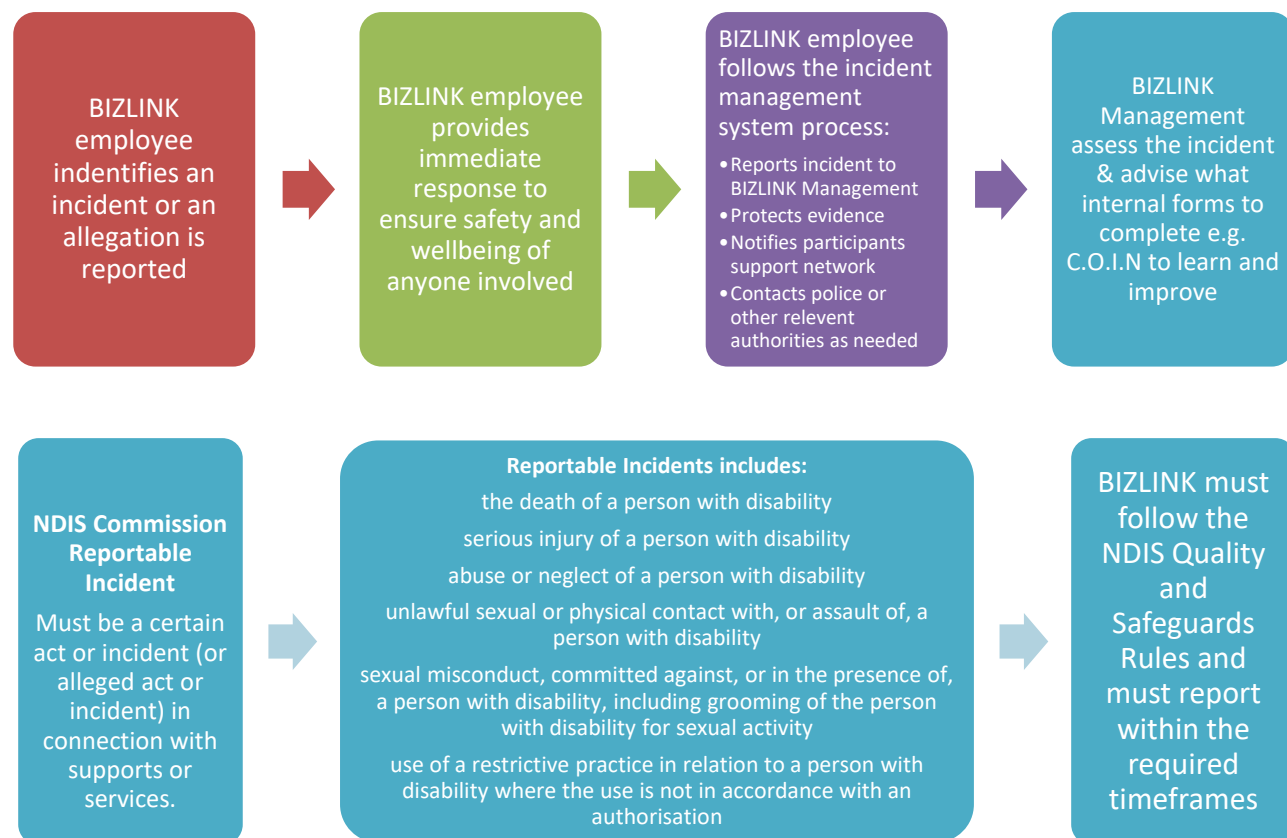 BIZLINK
employee
indentifies an
incident or an
allegation is
reported
BIZLINK employee
provides
immediate
response to
ensure safety and
wellbeing of
anyone involved
BIZLINK employee
follows the incident
management
system process:
•Reports incident to
BIZLINK Management
•Protects evidence
•Notifies participants
support network
•Contacts police or
other relevent
authorities as needed
BIZLINK
Management
assess the incident
& advise what
internal forms to
complete e.g.
C.O.I.N to learn and
improve
NDIS Commission
Reportable
Incident
Must be a certain
act or incident (or
alleged act or
incident) in
connection with
supports or
services.
Reportable Incidents includes:
the death of a person with disability
serious injury of a person with disability
abuse or neglect of a person with disability
unlawful sexual or physical contact with, or assault of, a
person with disability
sexual misconduct, committed against, or in the presence of,
a person with disability, including grooming of the person
with disability for sexual activity
use of a restrictive practice in relation to a person with
disability where the use is not in accordance with an
authorisation
BIZLINK must
follow the
NDIS Quality
and
Safeguards
Rules and
must report
within the
required
timeframes